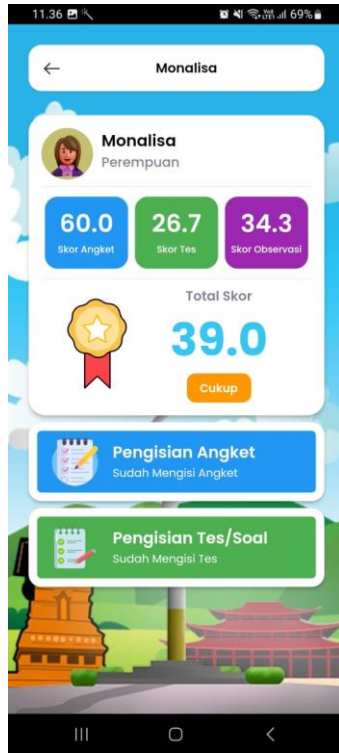 11.36
69%
Monalisa
Monalisa
Perempuan
60.0
Skor Angket
26.7
Skor Tes
34.3
Skor Observasi
Total Skor
39.0
Cukup
Pengisian Angket
Sudah Mengisi Angket
Pengisian Tes/Soal
Sudah Mengisi Tes